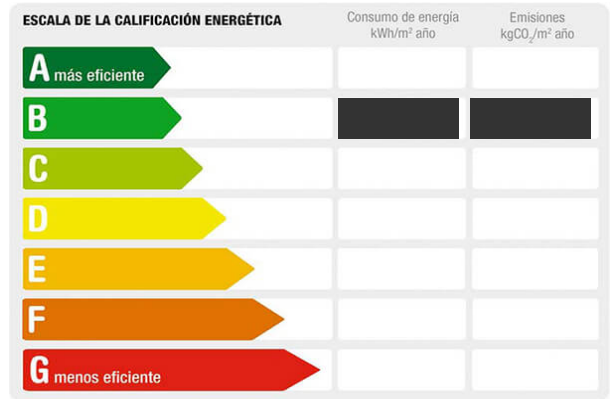 ESCALA DE LA CALIFICACIÓN ENERGÉTICA
Consumo de energía
kWh/m² año
Emisiones
kgCO₂/m² año
A más eficiente
B
C
D
E
F
G menos eficiente